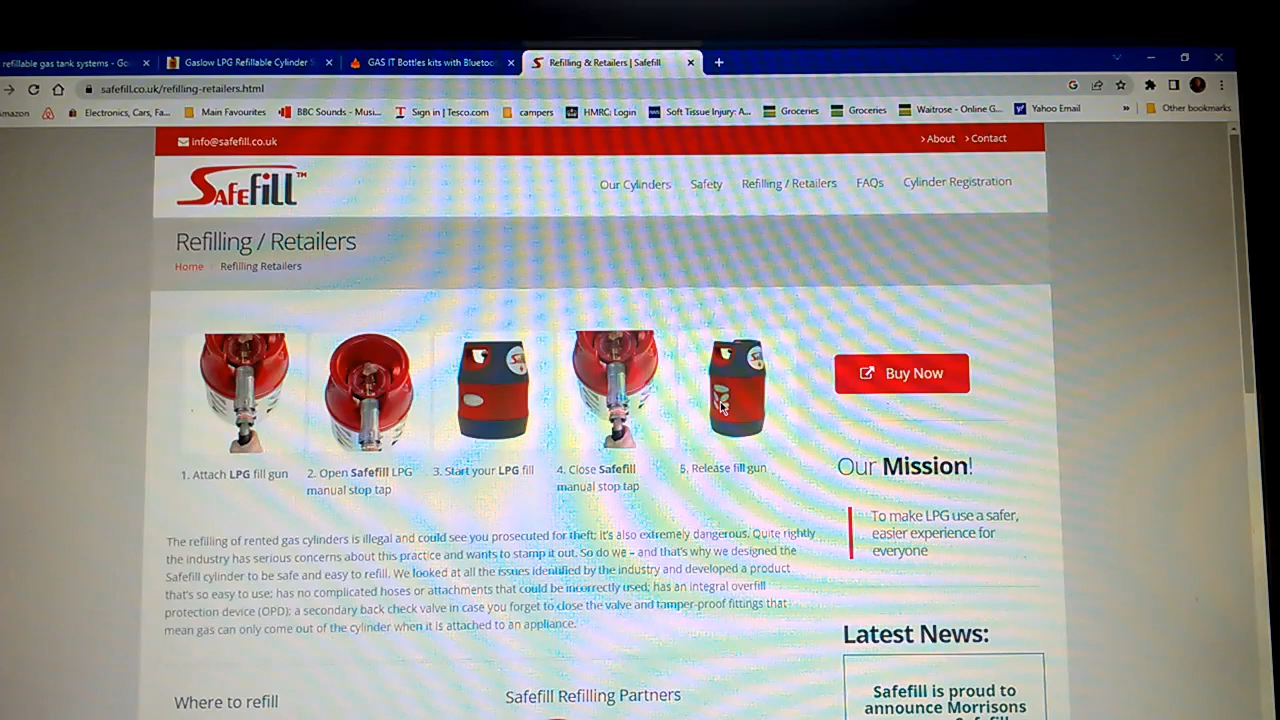 refillable gas tank systems - Go
Gaslow LPG Refillable Cylinder S
GAS IT Bottles kits with Bluetoo
Refilling & Retailers | Safefill
safefill.co.uk/refilling-retailers.html
Amazon
Electronics, Cars, Fa...
Main Favourites
BBC Sounds - Musi...
Sign in | Tesco.com
campers
HMRC: Login
Soft Tissue Injury: A...
Groceries
Groceries
Waitrose - Online G...
Yahoo Email
Other bookmarks
info@safefill.co.uk
About
Contact
SAFEfill™
Our Cylinders
Safety
Refilling / Retailers
FAQs
Cylinder Registration
Refilling / Retailers
Home
Refilling Retailers
1. Attach LPG fill gun
2. Open Safefill LPG
manual stop tap
3. Start your LPG fill
4. Close Safefill
manual stop tap
5. Release fill gun
Buy Now
Our Mission!
To make LPG use a safer,
easier experience for
everyone
The refilling of rented gas cylinders is illegal and could see you prosecuted for theft; it's also extremely dangerous. Quite rightly
the industry has serious concerns about this practice and wants to stamp it out. So do we – and that's why we designed the
Safefill cylinder to be safe and easy to refill. We looked at all the issues identified by the industry and developed a product
that's so easy to use; has no complicated hoses or attachments that could be incorrectly used; has an integral overfill
protection device (OPD); a secondary back check valve in case you forget to close the valve and tamper-proof fittings that
mean gas can only come out of the cylinder when it is attached to an appliance.
Latest News:
Safefill is proud to
announce Morrisons
Where to refill
Safefill Refilling Partners